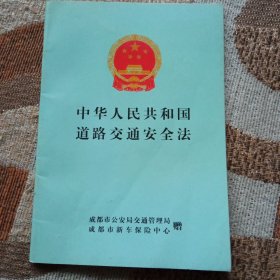 中华人民共和国
道路交通安全法
成都市公安局交通管理局
成都市新车保险中心
赠